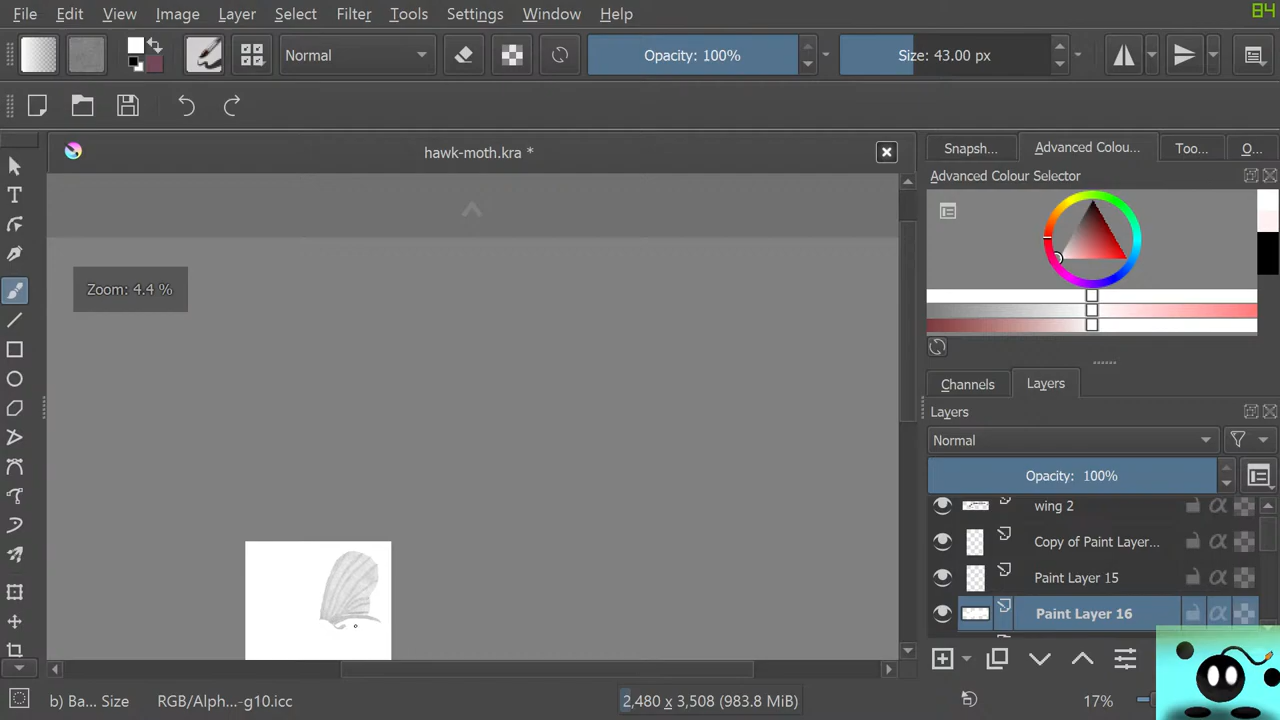 File Edit View Image Layer Select Filter Tools Settings Window Help
84
Normal Opacity: 100% Size: 43.00 px
hawk-moth.kra *
Snapsh... Advanced Colou... Too... O...
Advanced Colour Selector
Zoom: 4.4 %
Channels Layers
Layers
Normal
Opacity: 100%
wing 2
Copy of Paint Layer...
Paint Layer 15
Paint Layer 16
b) Ba... Size RGB/Alph...-g10.icc 2,480 x 3,508 (983.8 MiB) 17%